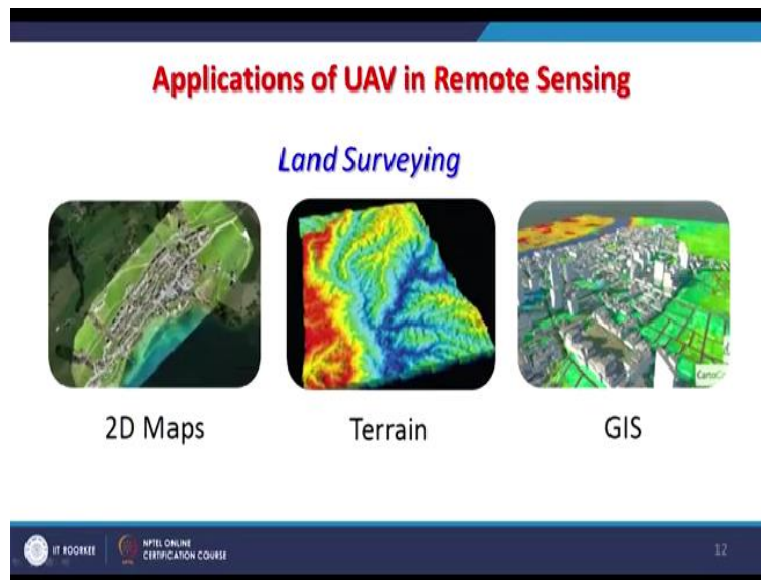 Applications of UAV in Remote Sensing
Land Surveying
2D Maps
Terrain
GIS
IIT ROORKEE
NPTEL ONLINE
CERTIFICATION COURSE
12